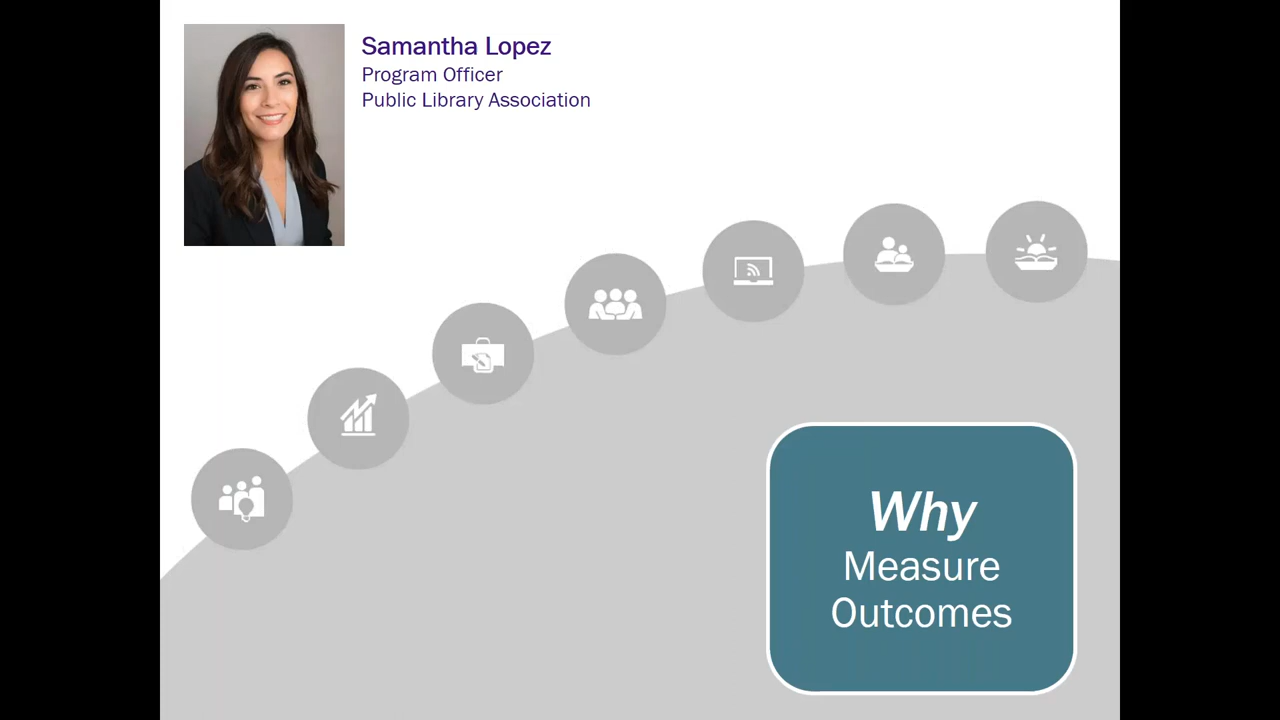 Samantha Lopez
Program Officer
Public Library Association
Why
Measure
Outcomes